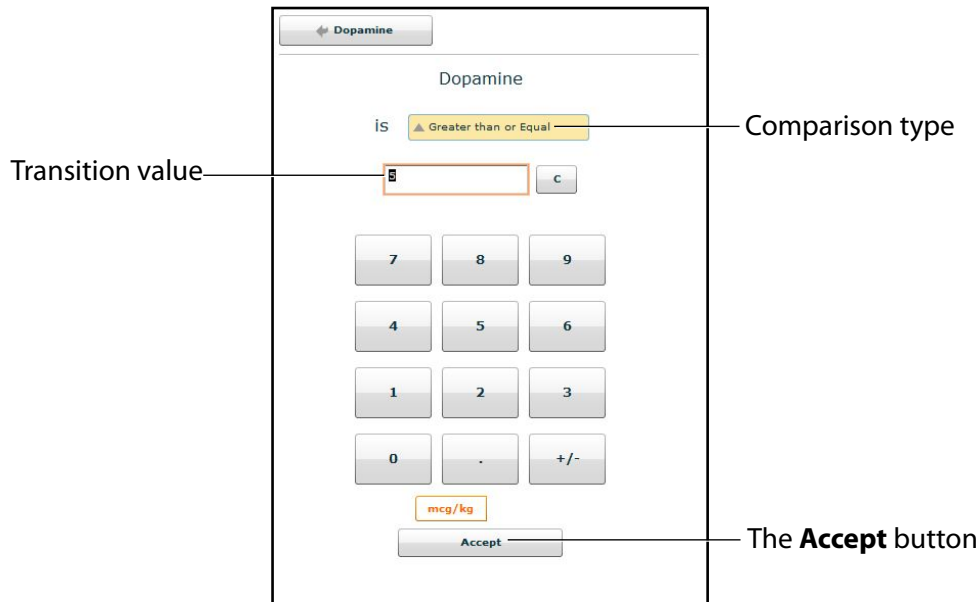 Dopamine
Dopamine
is Greater than or Equal
Comparison type
Transition value
5
C
7 8 9
4 5 6
1 2 3
0 . +/-
mcg/kg
Accept
The Accept button